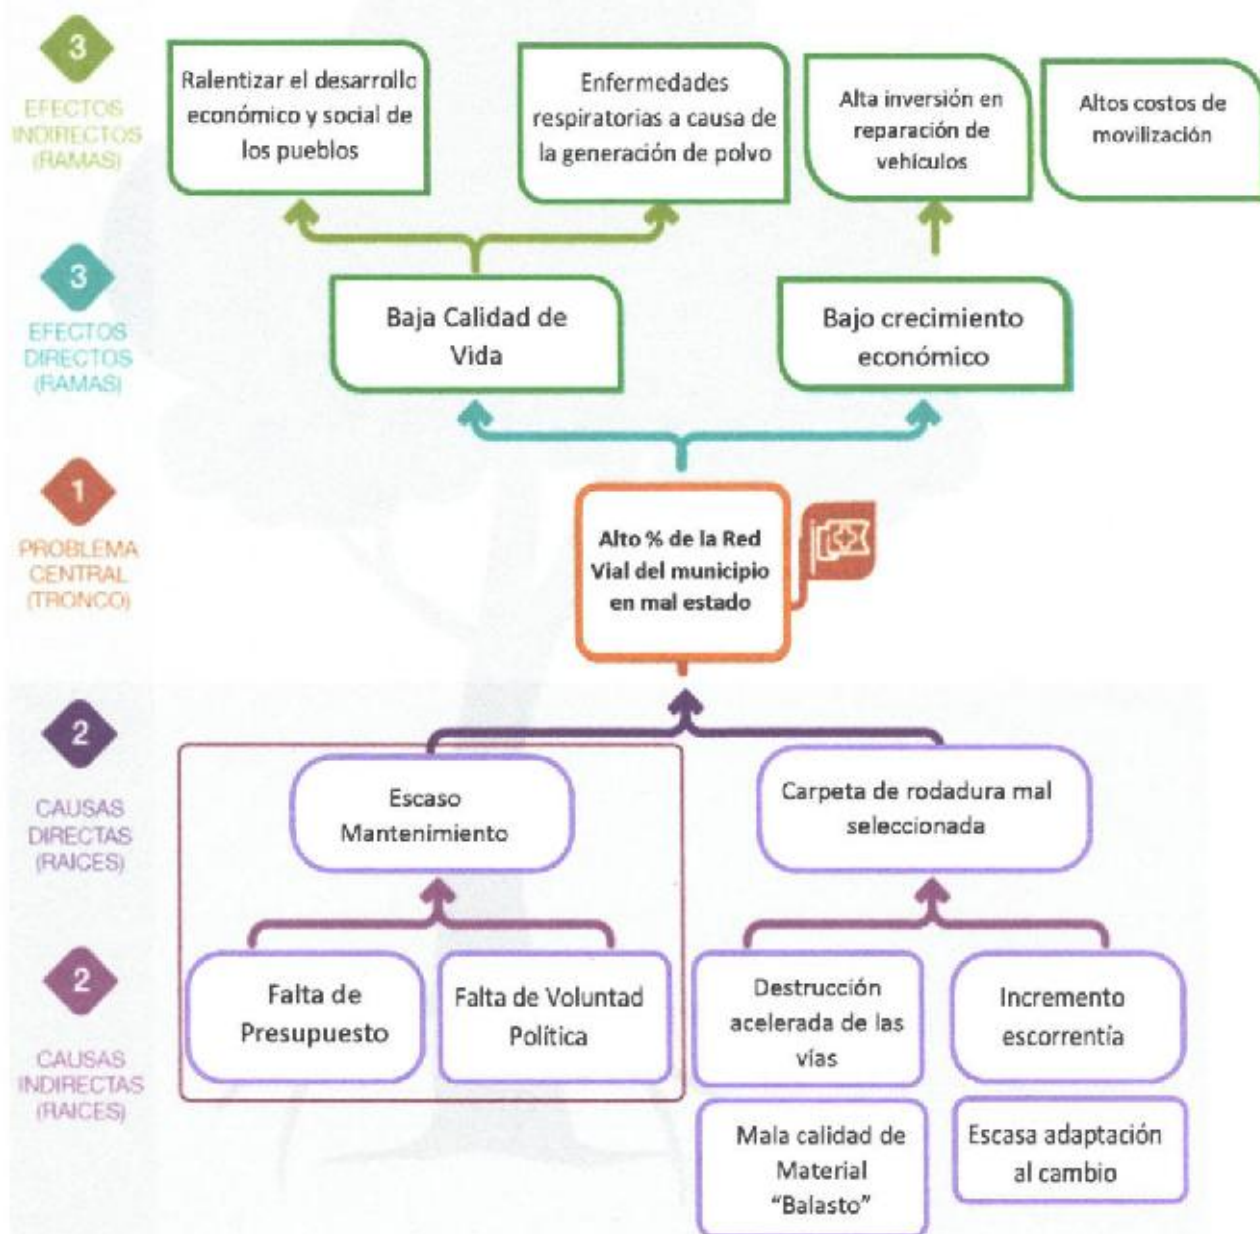 3
EFECTOS
INDIRECTOS
(RAMAS)
Ralentizar el desarrollo
económico y social de
los pueblos
Enfermedades
respiratorias a causa de
la generación de polvo
Alta inversión en
reparación de
vehículos
Altos costos de
movilización
3
EFECTOS
DIRECTOS
(RAMAS)
Baja Calidad de
Vida
Bajo crecimiento
económico
1
PROBLEMA
CENTRAL
(TRONCO)
Alto % de la Red
Vial del municipio
en mal estado
2
CAUSAS
DIRECTAS
(RAICES)
Escaso
Mantenimiento
Carpeta de rodadura mal
seleccionada
2
CAUSAS
INDIRECTAS
(RAICES)
Falta de
Presupuesto
Falta de Voluntad
Política
Destrucción
acelerada de las
vías
Incremento
escorrentía
Mala calidad de
Material
“Balasto”
Escasa adaptación
al cambio